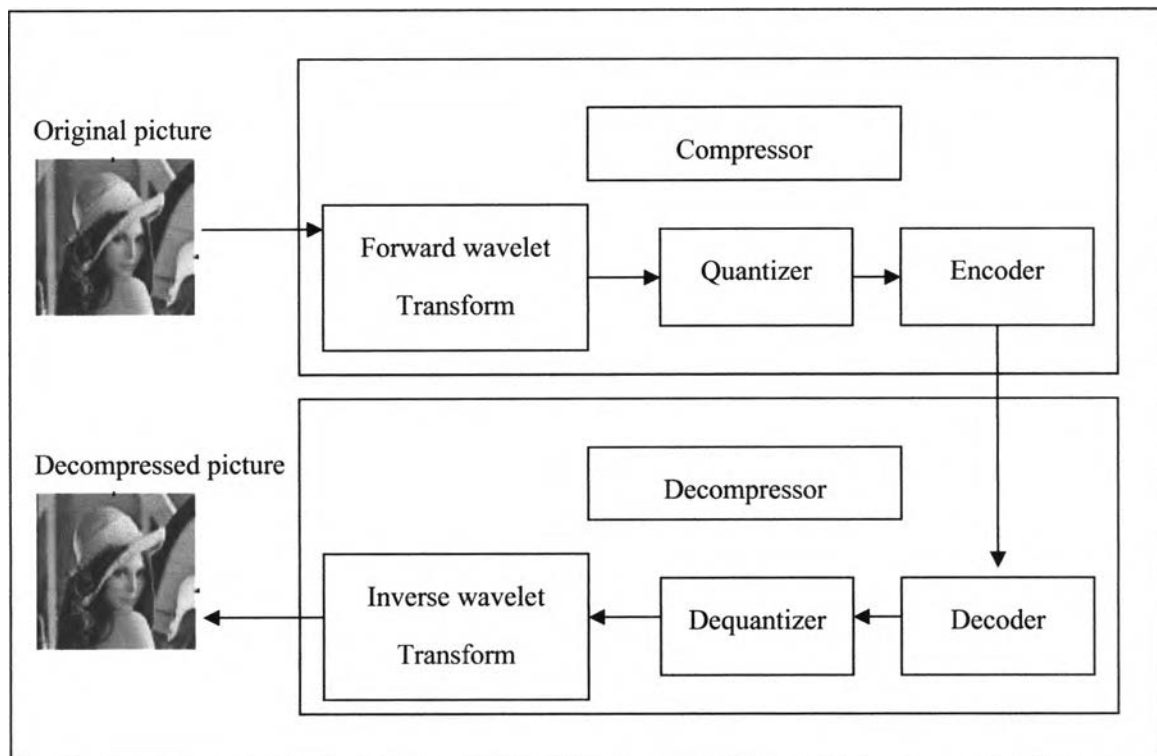 Original picture
Compressor
Forward wavelet
Transform
Quantizer
Encoder
Decompressed picture
Decompressor
Inverse wavelet
Transform
Dequantizer
Decoder